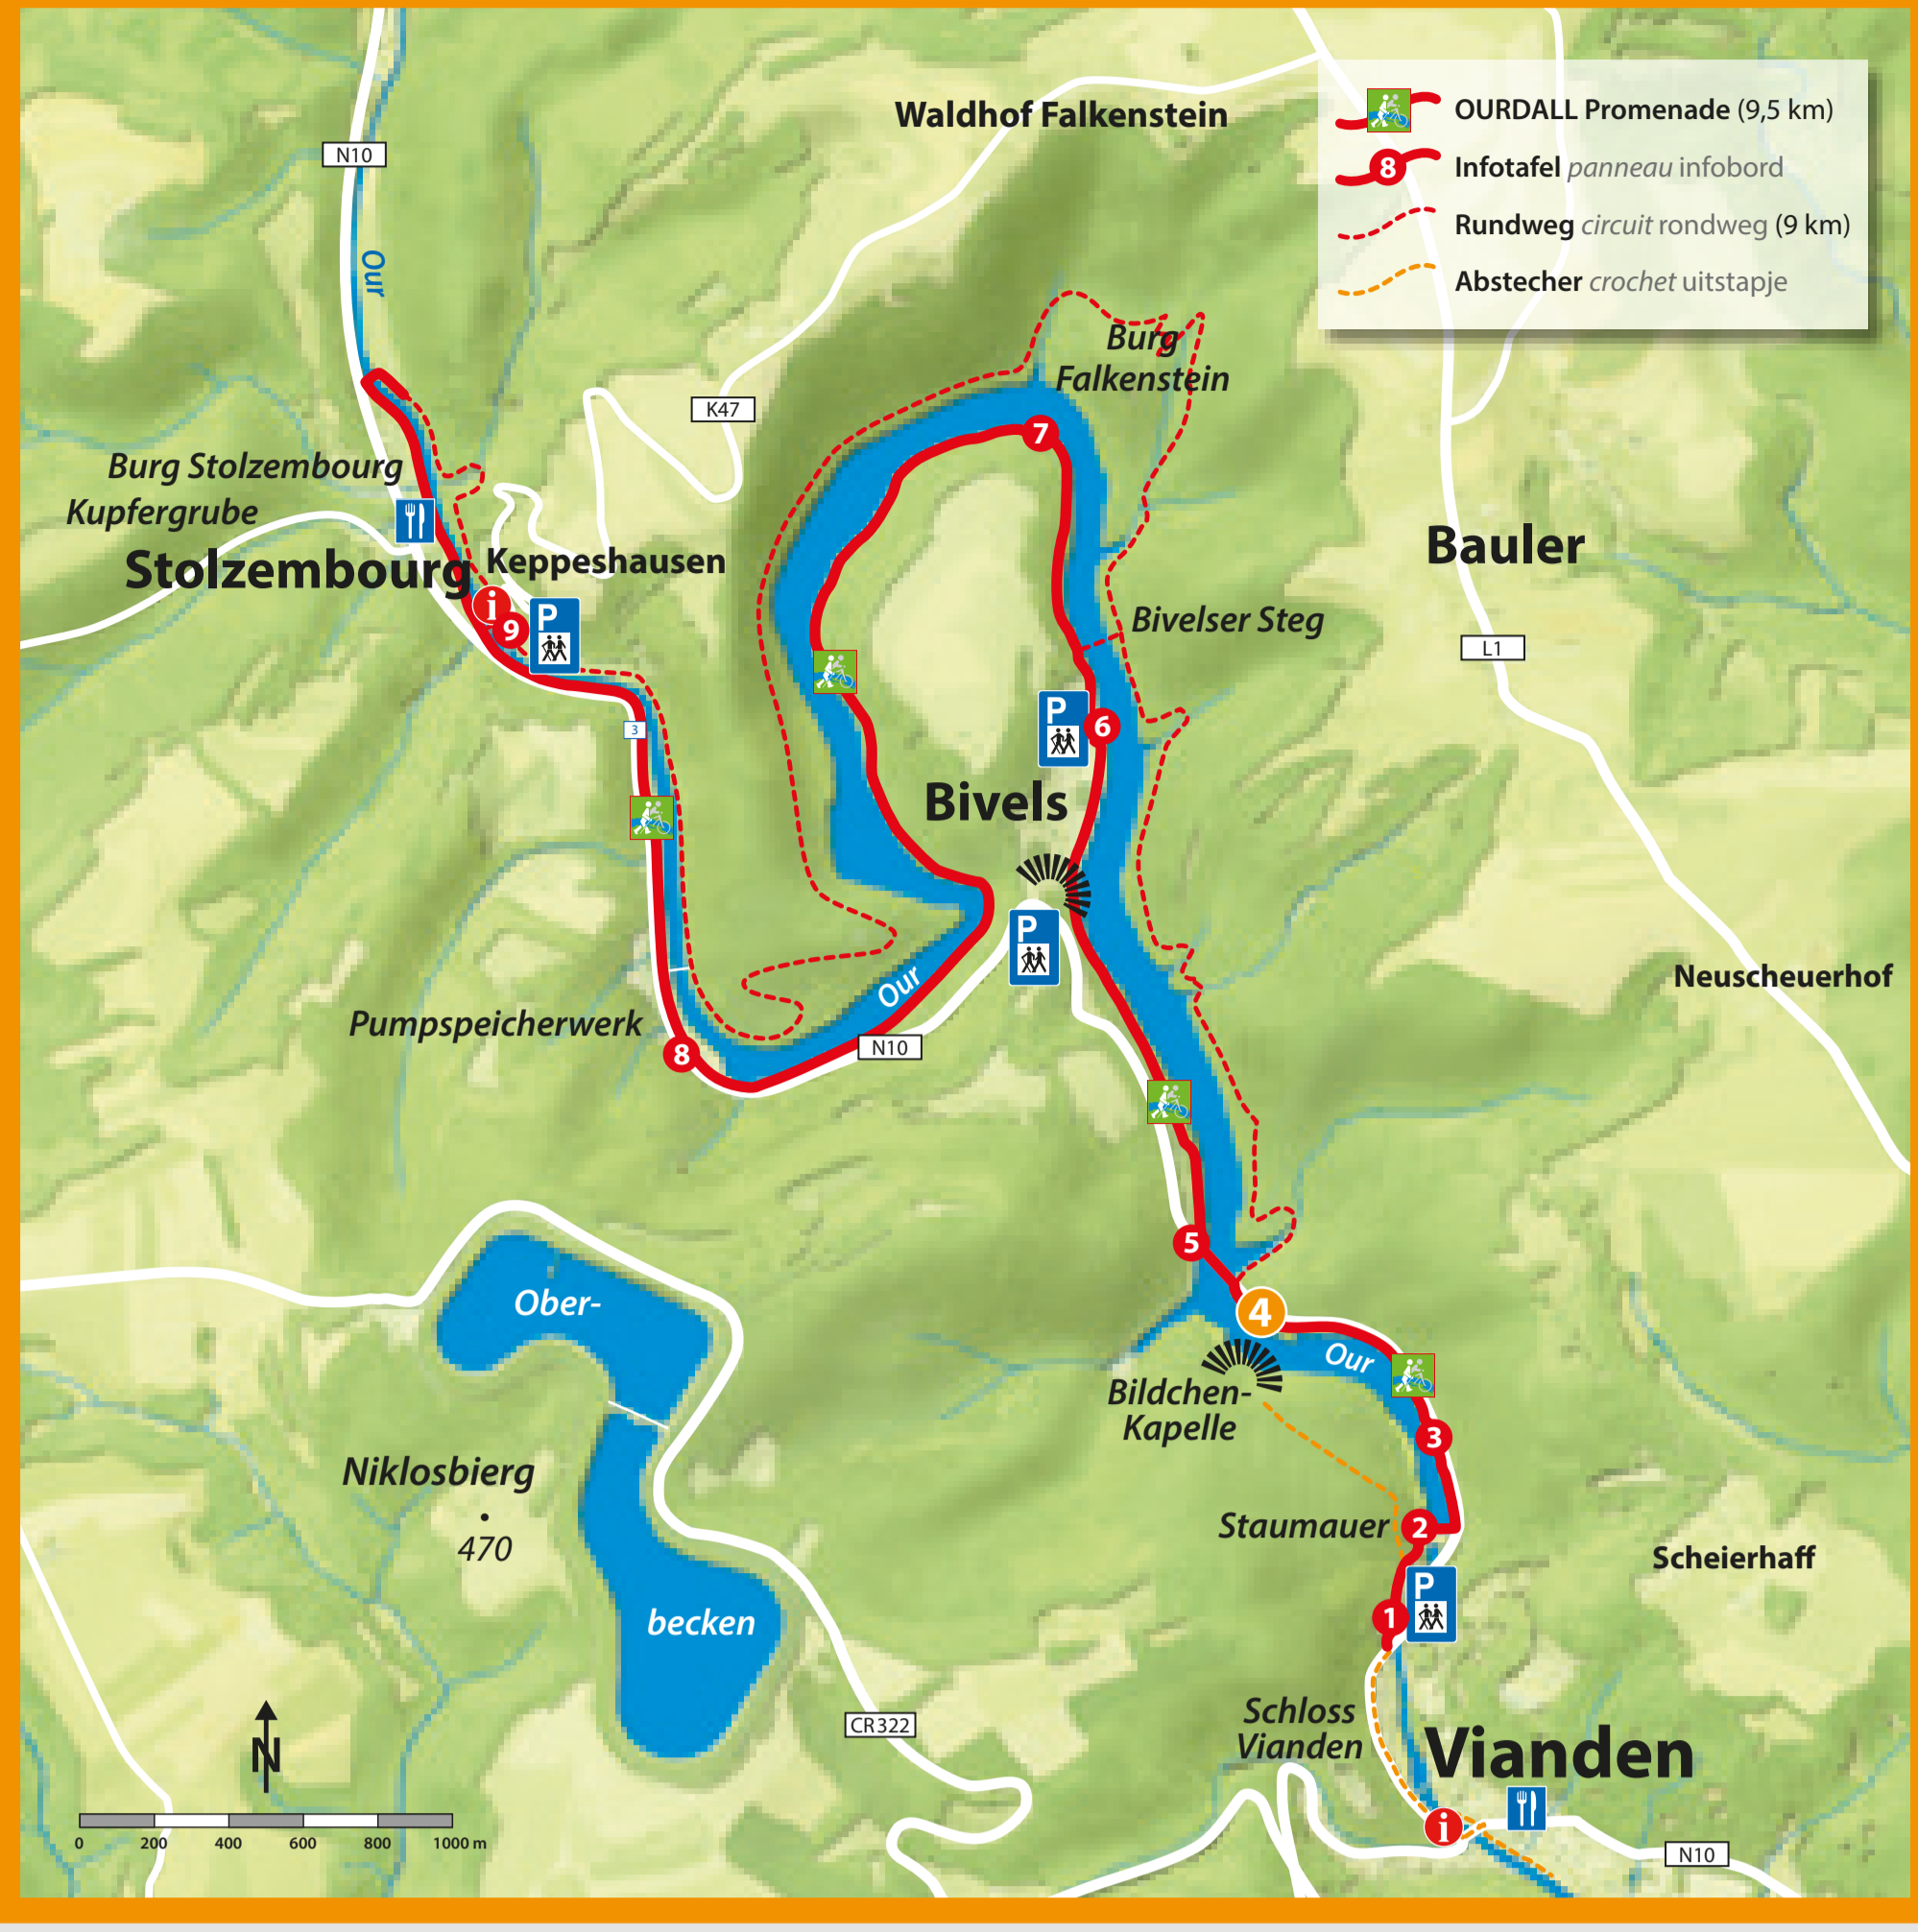 Waldhof Falkenstein
OURDALL Promenade (9,5 km)
8 Infotafel panneau infobord
Rundweg circuit rondweg (9 km)
Abstecher crochet uitstapje
N10
Our
Burg
Falkenstein
K47
7
Burg Stolzembourg
Kupfergrube
Stolzembourg
Keppeshausen
Bauler
i
9
P
Bivelser Steg
L1
3
P
6
Bivels
P
Neuscheuerhof
Our
Pumpspeicherwerk
8
N10
5
4
Ober-
Our
Bildchen-
Kapelle
3
Niklosbierg
470
Staumauer
2
Scheierhaff
P
1
becken
Schloss
Vianden
CR322
Vianden
N
i
N10
0 200 400 600 800 1000 m